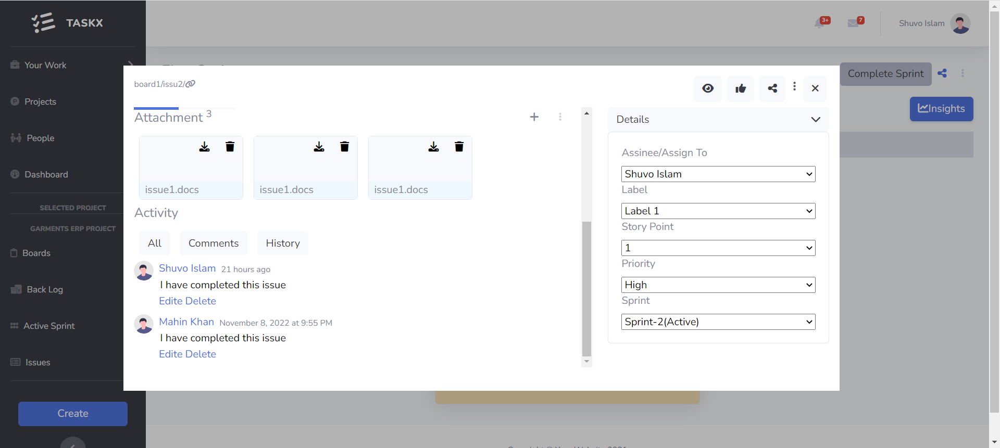 TASKX
3+
7
Shuvo Islam
Your Work
Projects
People
Dashboard
SELECTED PROJECT
GARMENTS ERP PROJECT
Boards
Back Log
Active Sprint
Issues
Create
Complete Sprint
Insights
board1/issu2/
Attachment 3
issue1.docs
issue1.docs
issue1.docs
Activity
All Comments History
Shuvo Islam 21 hours ago
I have completed this issue
Edite Delete
Mahin Khan November 8, 2022 at 9:55 PM
I have completed this issue
Edite Delete
Details
Assinee/Assign To
Shuvo Islam
Label
Label 1
Story Point
1
Priority
High
Sprint
Sprint-2(Active)